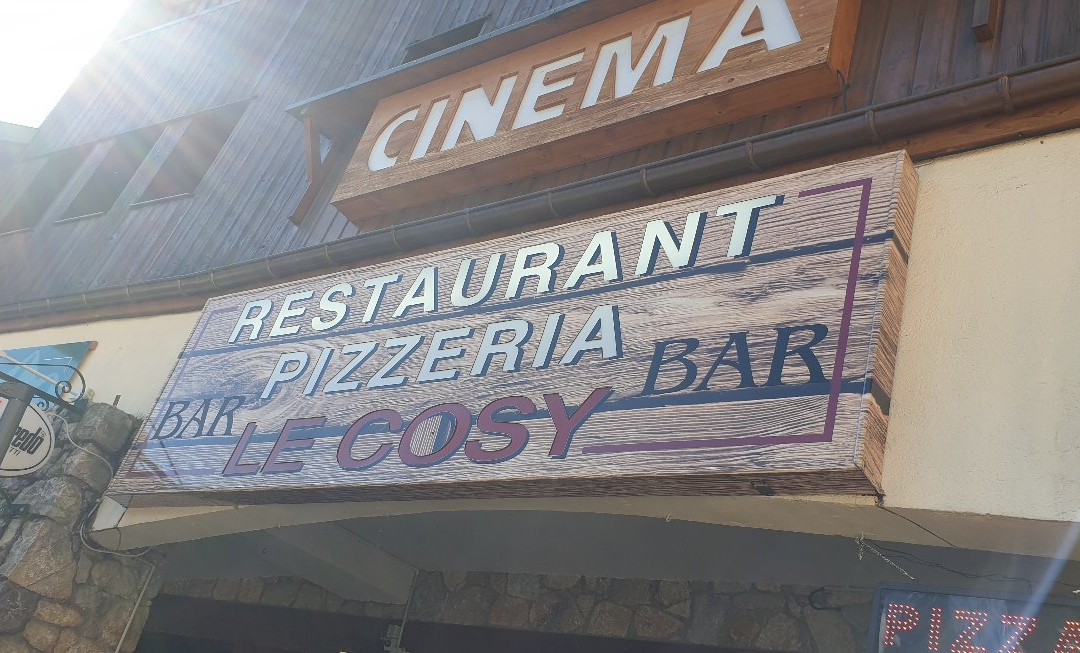 CINEMA
RESTAURANT
PIZZERIA
BAR BAR
LE COSY
PIZZA